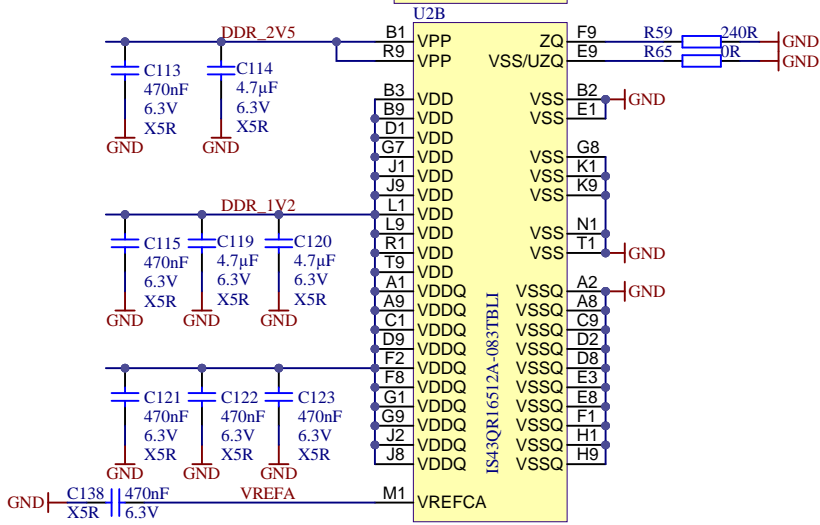 U2B
DDR_2V5 B1 VPP ZQ F9 R59 240R GND
R9 VPP VSS/UZQ E9 R65 0R GND
C113 C114
470nF 4.7µF
6.3V 6.3V
X5R X5R
GND GND
B3 VDD VSS B2 GND
B9 VDD VSS E1
D1 VDD
G7 VDD VSS G8
J1 VDD VSS K1
J9 VDD VSS K9
DDR_1V2 L1 VDD
L9 VDD VSS N1
R1 VDD VSS T1 GND
T9 VDD
C115 C119 C120
470nF 4.7µF 4.7µF
6.3V 6.3V 6.3V
X5R X5R X5R
GND GND GND
A1 VDDQ VSSQ A2 GND
A9 VDDQ VSSQ A8
C1 VDDQ VSSQ C9
D9 VDDQ VSSQ D2
F2 VDDQ VSSQ D8
F8 VDDQ VSSQ E3
G1 VDDQ VSSQ E8
G9 VDDQ VSSQ F1
J2 VDDQ VSSQ H1
J8 VDDQ VSSQ H9
IS43QR16512A-083TBLI
C121 C122 C123
470nF 470nF 470nF
6.3V 6.3V 6.3V
X5R X5R X5R
GND GND GND
GND C138 470nF VREFA M1 VREFCA
X5R 6.3V